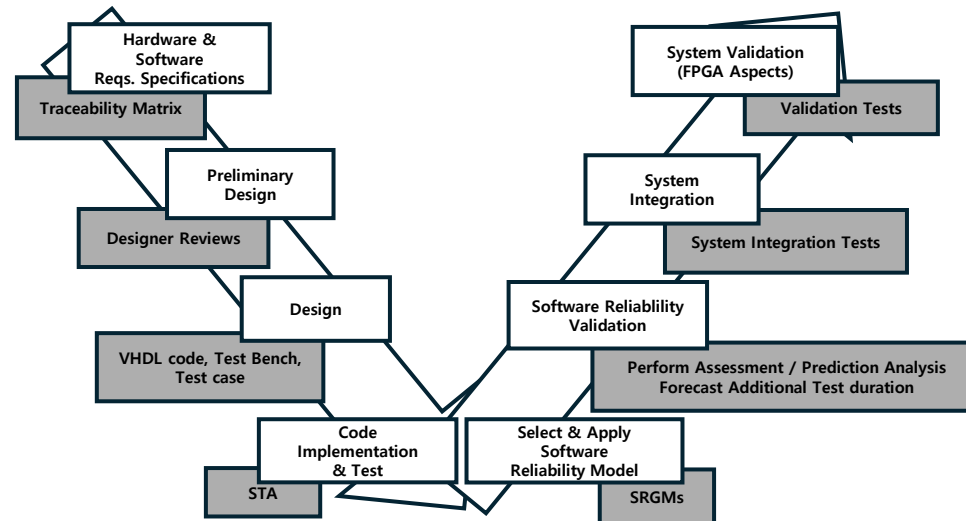 Hardware &
Software
Reqs. Specifications
Traceability Matrix
Preliminary
Design
Designer Reviews
Design
VHDL code, Test Bench,
Test case
Code
Implementation
& Test
STA
Select & Apply
Software
Reliability Model
SRGMs
Software Reliablility
Validation
Perform Assessment / Prediction Analysis
Forecast Additional Test duration
System
Integration
System Integration Tests
System Validation
(FPGA Aspects)
Validation Tests